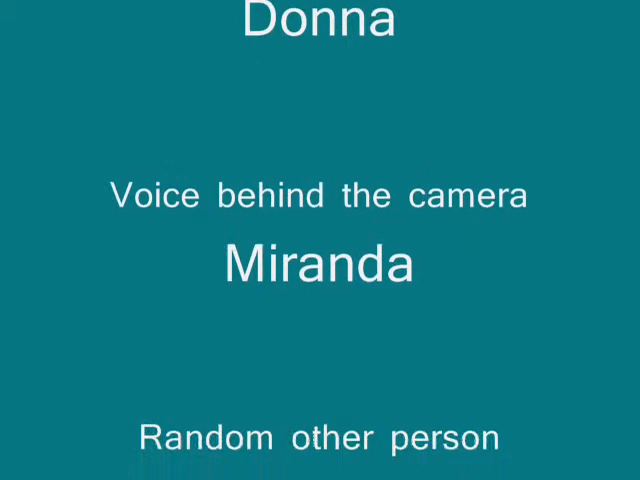 Donna
Voice behind the camera
Miranda
Random other person